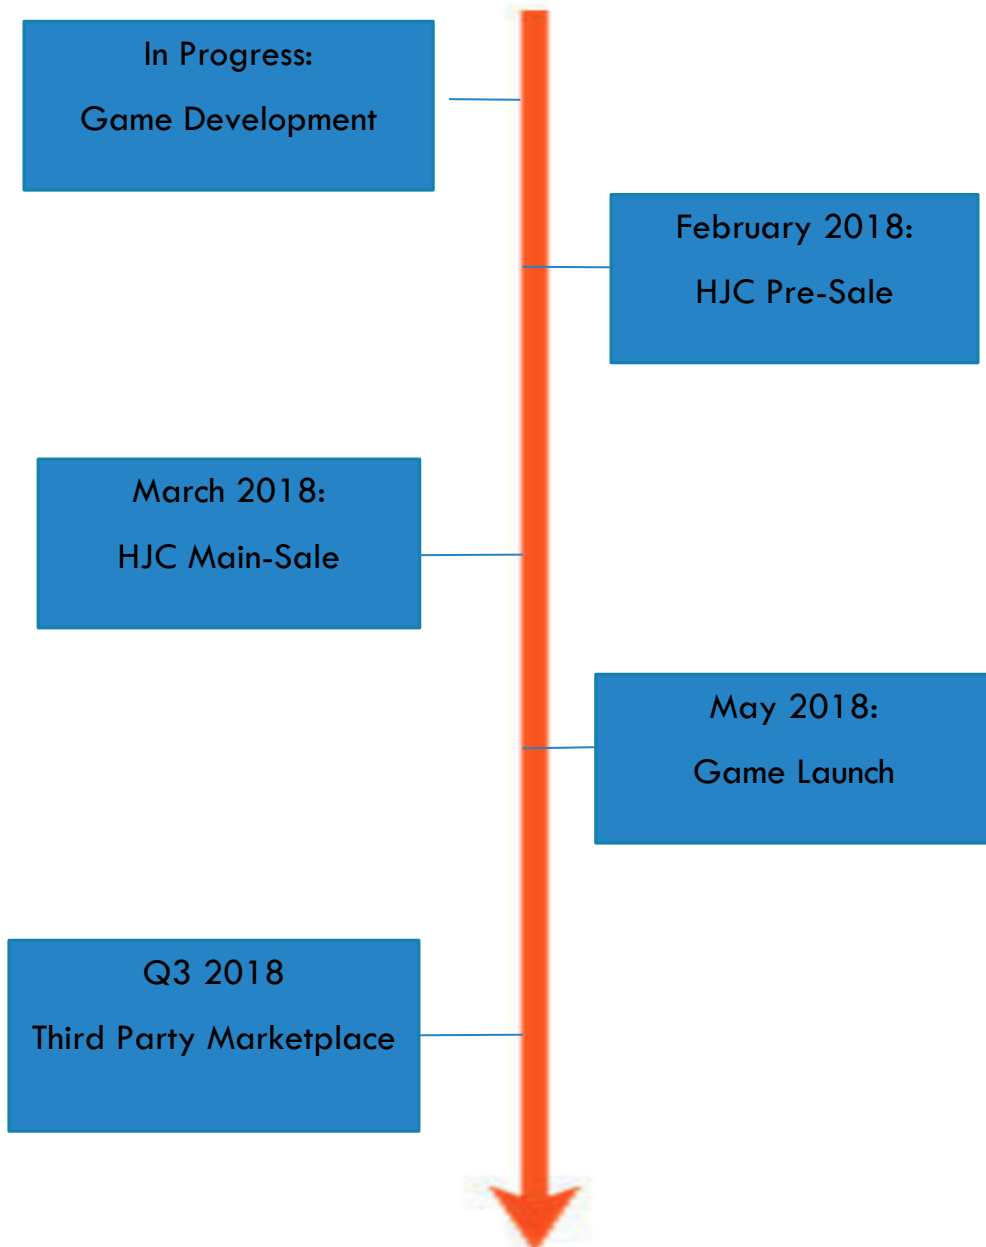 In Progress:
Game Development
February 2018:
HJC Pre-Sale
March 2018:
HJC Main-Sale
May 2018:
Game Launch
Q3 2018
Third Party Marketplace